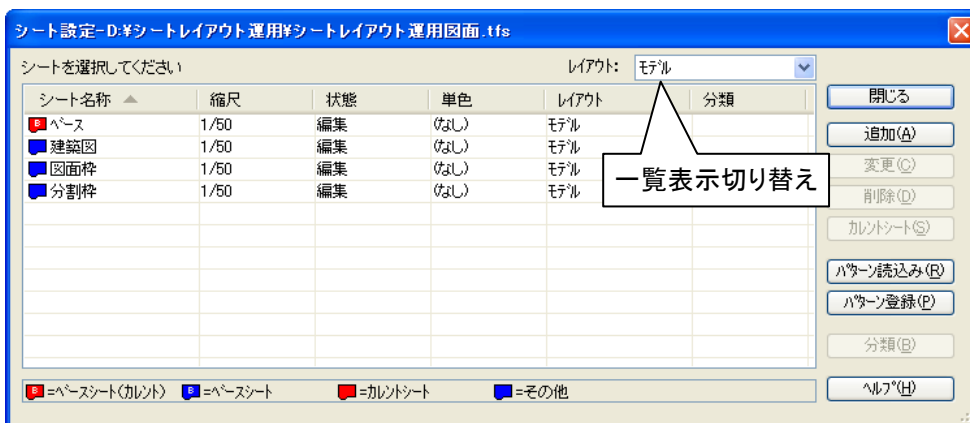 シート設定-D:¥シートレイアウト運用¥シートレイアウト運用図面.tfs
シートを選択してください
レイアウト: モデル
シート名称 縮尺 状態 単色 レイアウト 分類
B ベース 1/50 編集 (なし) モデル
建築図 1/50 編集 (なし) モデル
図面枠 1/50 編集 (なし) モデル
分割枠 1/50 編集 (なし) モデル
一覧表示切り替え
閉じる
追加(A)
変更(C)
削除(D)
カレントシート(S)
パターン読込み(R)
パターン登録(P)
分類(B)
ヘルプ(H)
B =ベースシート(カレント) B =ベースシート =カレントシート =その他